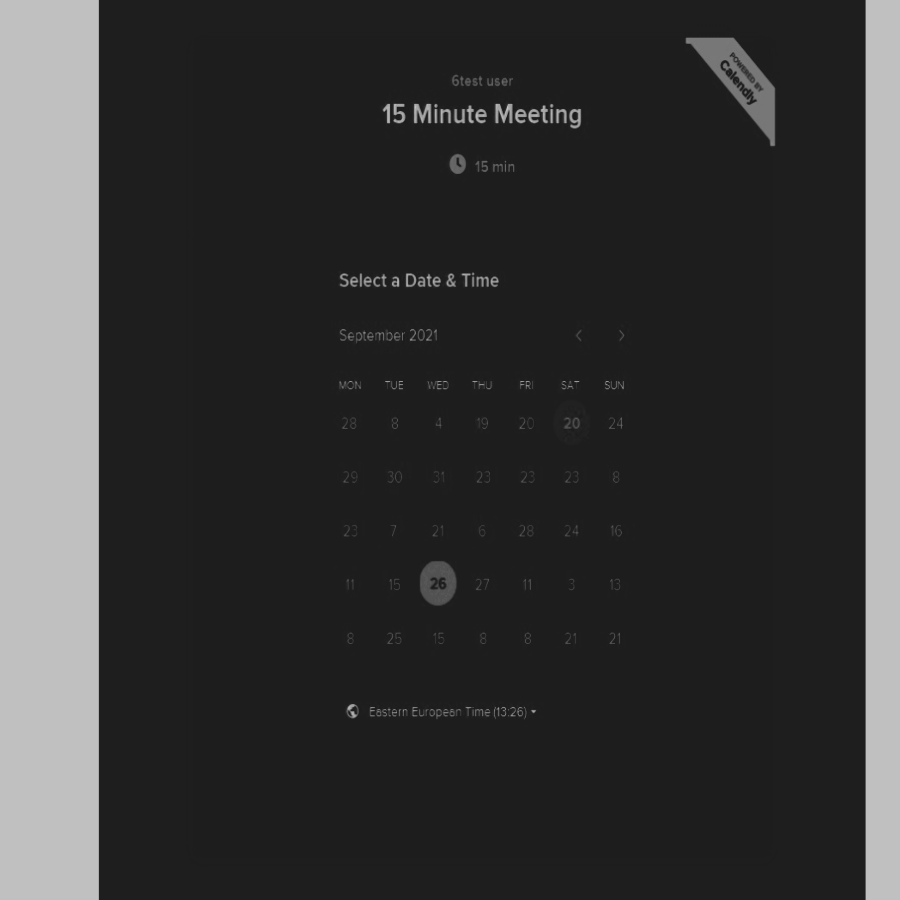 POWERED BY
Calendly
6test user
15 Minute Meeting
15 min
Select a Date & Time
September 2021
MON TUE WED THU FRI SAT SUN
28 8 4 19 20 20 24
29 30 31 23 23 23 8
23 7 21 6 28 24 16
11 15 26 27 11 3 13
8 25 15 8 8 21 21
Eastern European Time (13:26)